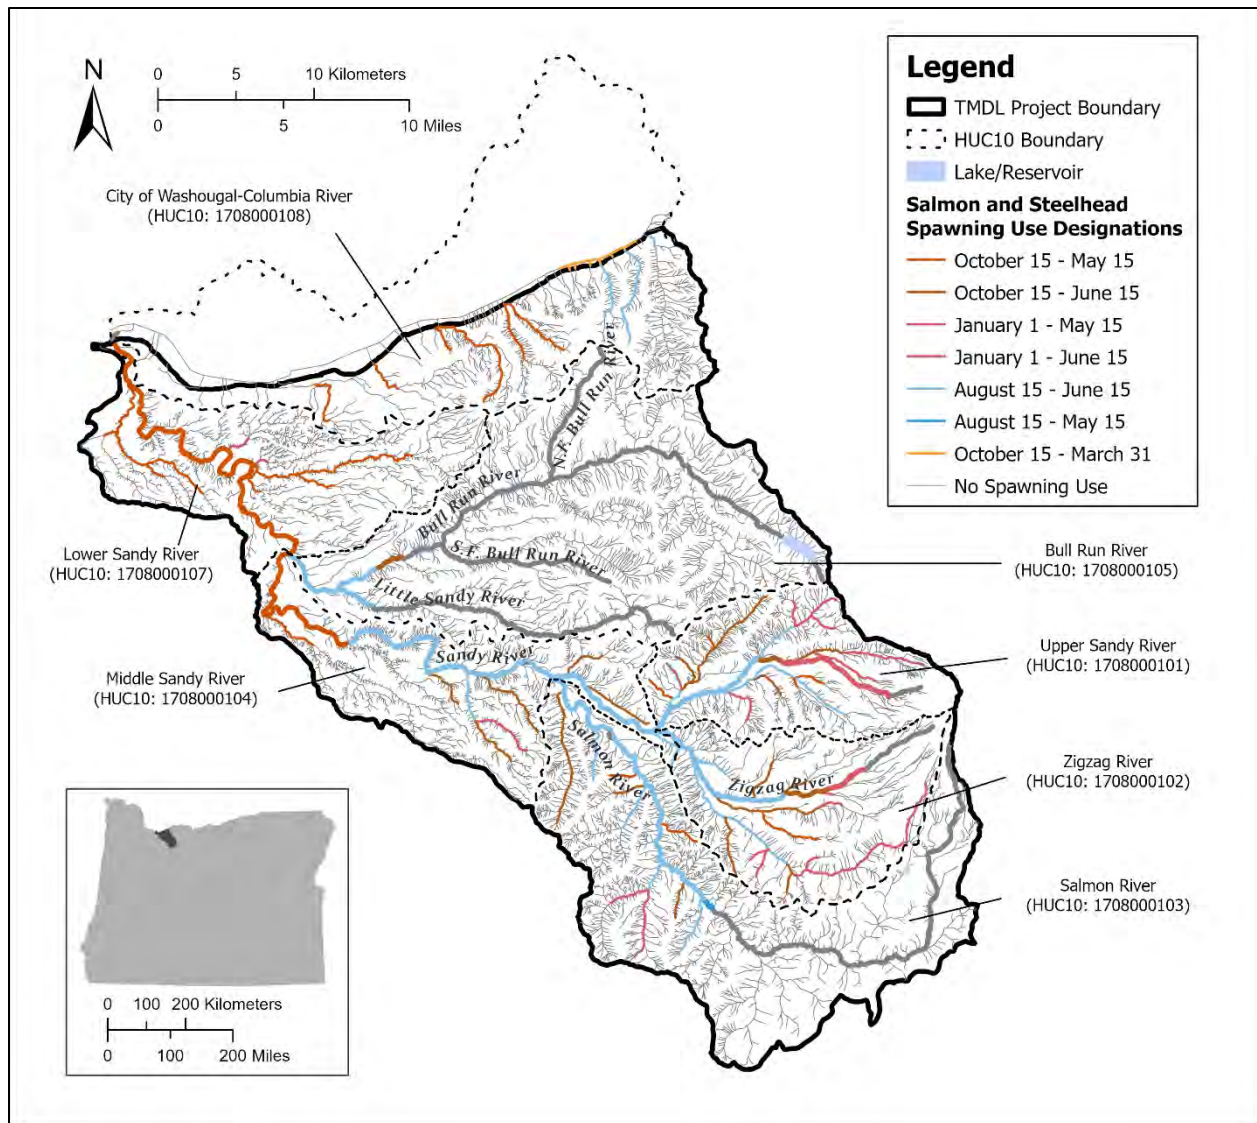 N
0 5 10 Kilometers
0 5 10 Miles
Legend
TMDL Project Boundary
HUC10 Boundary
Lake/Reservoir
Salmon and Steelhead
Spawning Use Designations
October 15 - May 15
October 15 - June 15
January 1 - May 15
January 1 - June 15
August 15 - June 15
August 15 - May 15
October 15 - March 31
No Spawning Use
City of Washougal-Columbia River
(HUC10: 1708000108)
N.F. Bull Run River
Bull Run River
S.F. Bull Run River
Little Sandy River
Lower Sandy River
(HUC10: 1708000107)
Bull Run River
(HUC10: 1708000105)
Sandy River
Upper Sandy River
(HUC10: 1708000101)
Middle Sandy River
(HUC10: 1708000104)
Salmon River
Zigzag River
Zigzag River
(HUC10: 1708000102)
Salmon River
(HUC10: 1708000103)
0 100 200 Kilometers
0 100 200 Miles